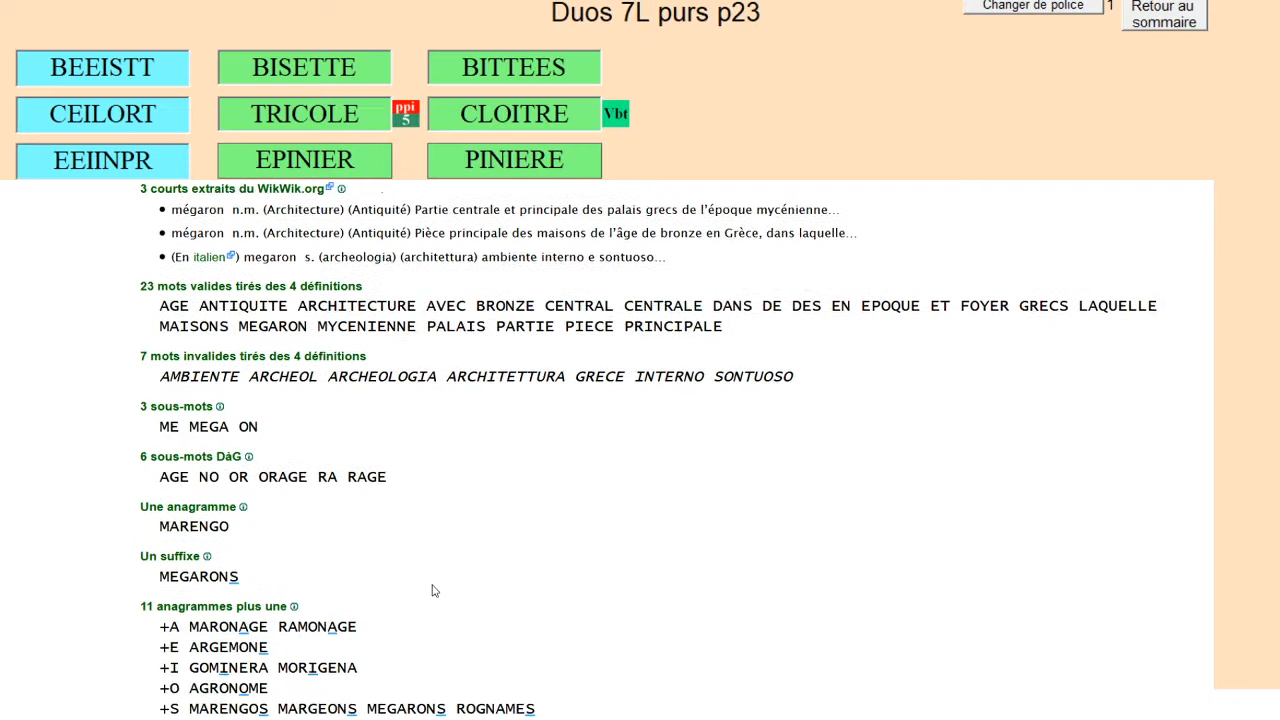 Duos 7L purs p23
Changer de police
1
Retour au
sommaire
BEEISTT BISETTE BITTEES
CEILORT TRICOLE ppi 5 CLOITRE Vbt
EEIINPR EPINIER PINIERE
3 courts extraits du WikWik.org
• mégaron n.m. (Architecture) (Antiquité) Partie centrale et principale des palais grecs de l’époque mycénienne…
• mégaron n.m. (Architecture) (Antiquité) Pièce principale des maisons de l’âge de bronze en Grèce, dans laquelle…
• (En italien) megaron s. (archeologia) (architettura) ambiente interno e sontuoso…
23 mots valides tirés des 4 définitions
AGE ANTIQUITE ARCHITECTURE AVEC BRONZE CENTRAL CENTRALE DANS DE DES EN EPOQUE ET FOYER GRECS LAQUELLE
MAISONS MEGARON MYCENIENNE PALAIS PARTIE PIECE PRINCIPALE
7 mots invalides tirés des 4 définitions
AMBIENTE ARCHEOL ARCHEOLOGIA ARCHITETTURA GRECE INTERNO SONTUOSO
3 sous-mots
ME MEGA ON
6 sous-mots DàG
AGE NO OR ORAGE RA RAGE
Une anagramme
MARENGO
Un suffixe
MEGARONS
11 anagrammes plus une
+A MARONAGE RAMONAGE
+E ARGEMONE
+I GOMINERA MORIGENA
+O AGRONOME
+S MARENGOS MARGEONS MEGARONS ROGNAMES